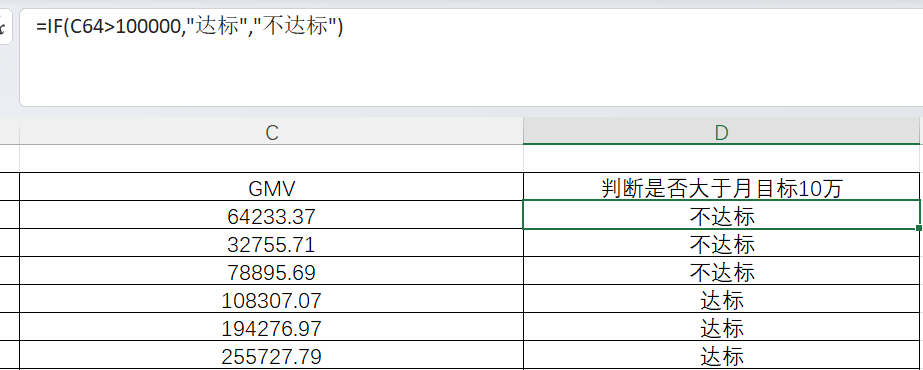 =IF(C64>100000,"达标","不达标")
C D
GMV 判断是否大于月目标10万
64233.37 不达标
32755.71 不达标
78895.69 不达标
108307.07 达标
194276.97 达标
255727.79 达标